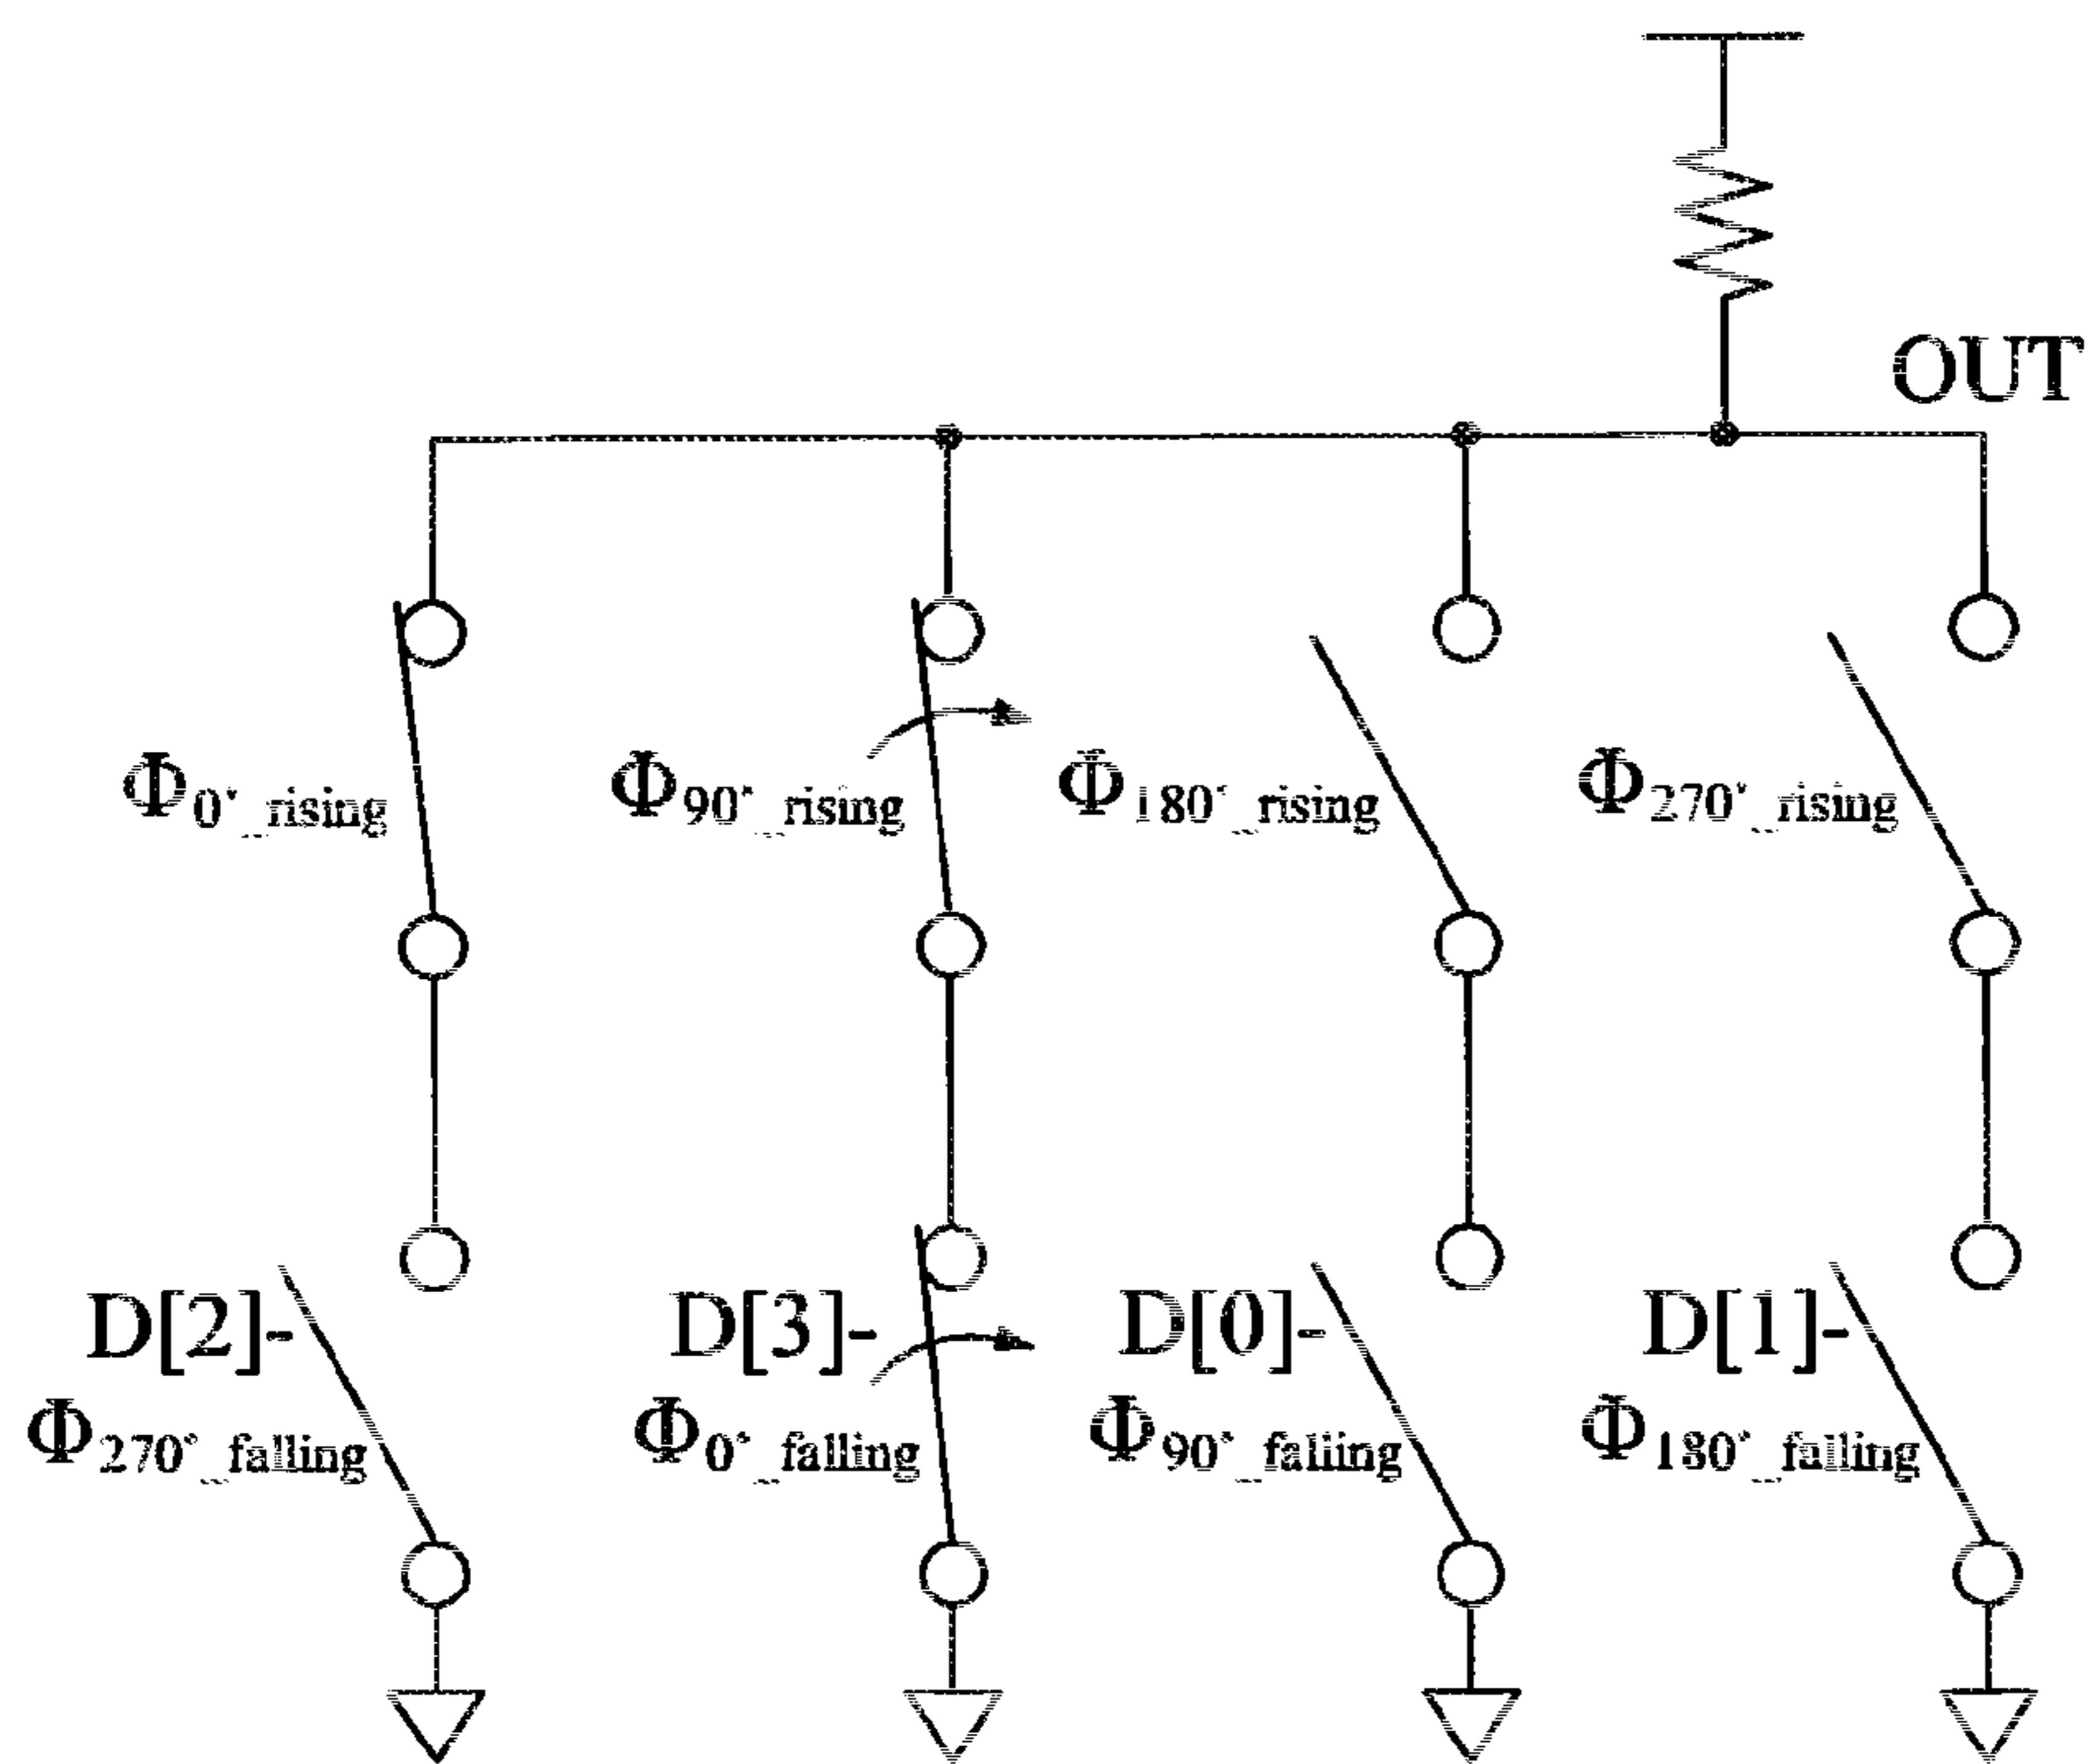 OUT
Φ0°_rising
Φ90°_rising
Φ180°_rising
Φ270°_rising
D[2]-
Φ270°_falling
D[3]-
Φ0°_falling
D[0]-
Φ90°_falling
D[1]-
Φ180°_falling